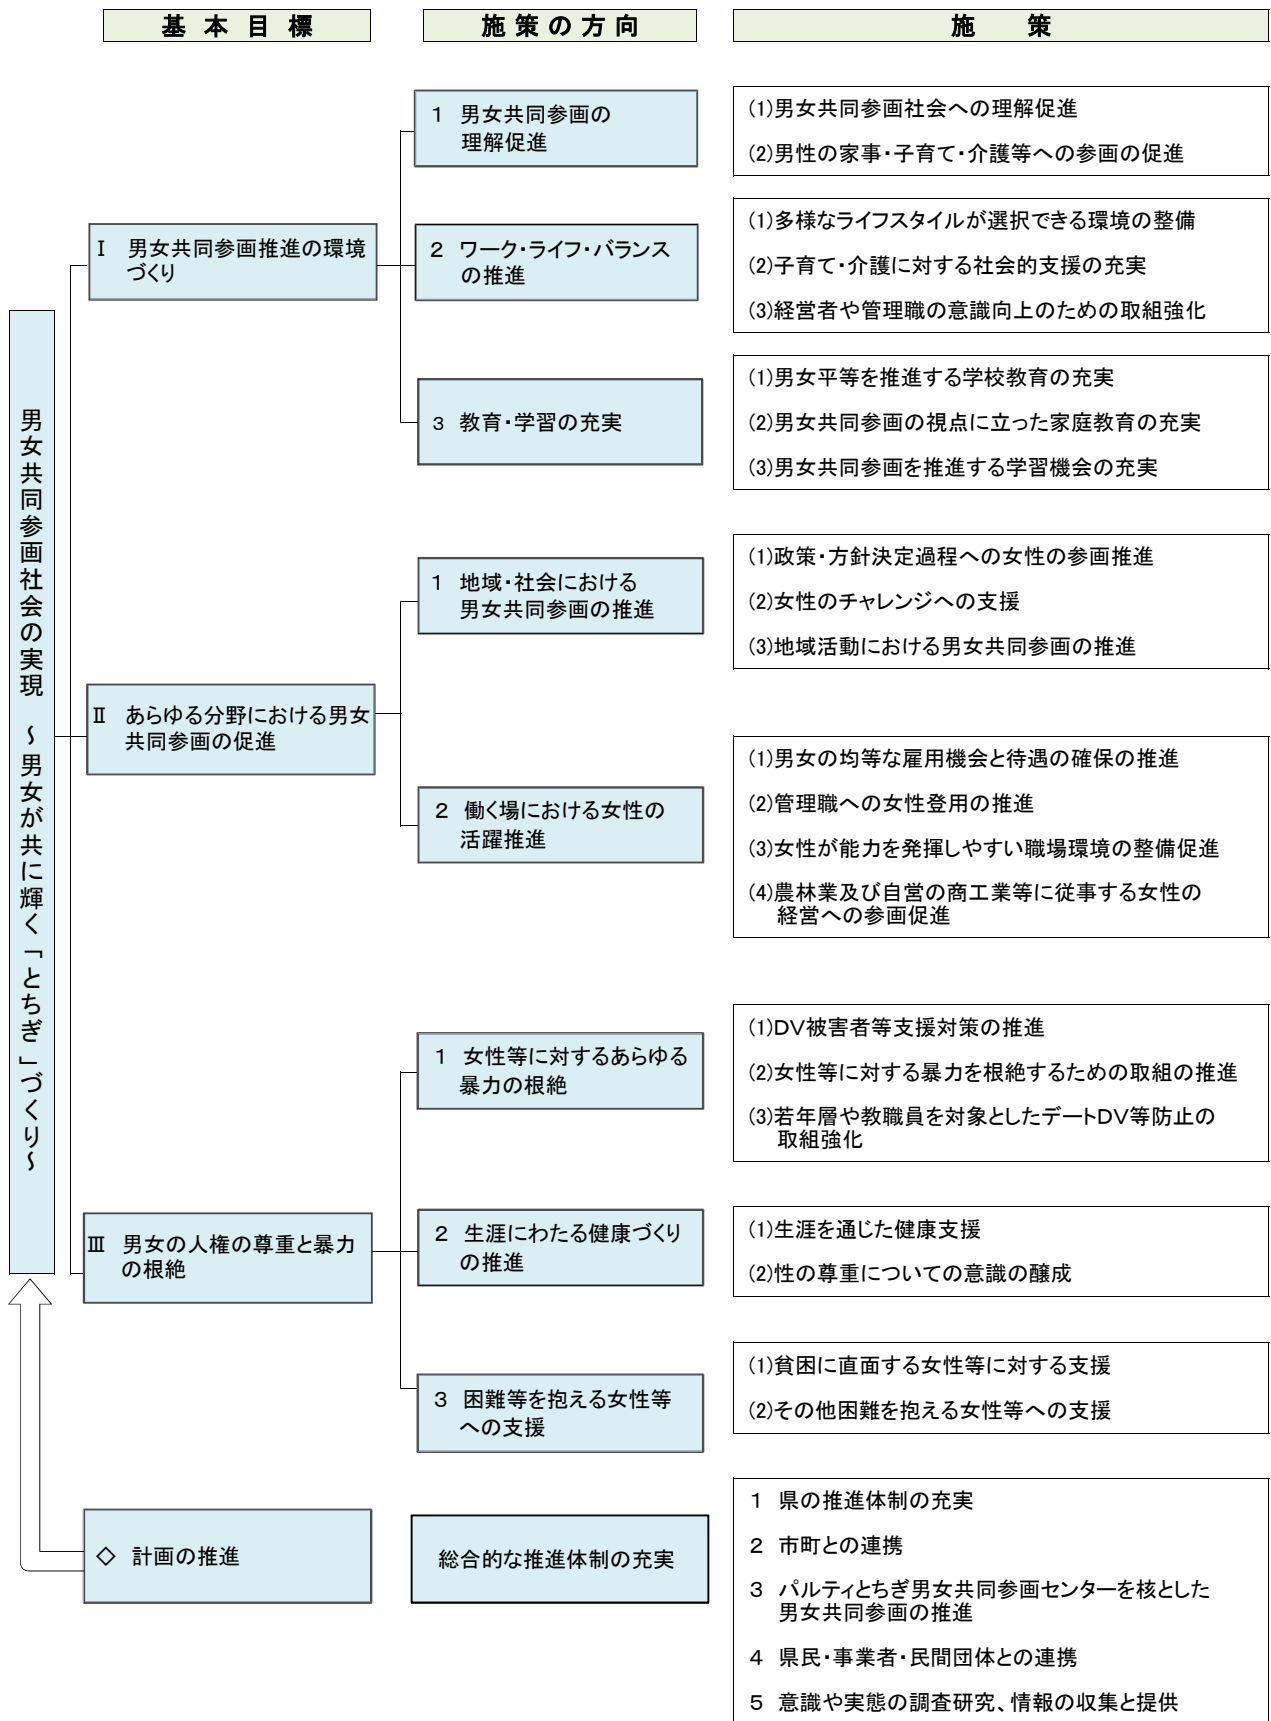 基本目標
施策の方向
施　策
男女共同参画社会の実現　～男女が共に輝く「とちぎ」づくり～
Ⅰ　男女共同参画推進の環境
づくり
1　男女共同参画の
理解促進
(1)男女共同参画社会への理解促進
(2)男性の家事・子育て・介護等への参画の促進
2　ワーク・ライフ・バランス
の推進
(1)多様なライフスタイルが選択できる環境の整備
(2)子育て・介護に対する社会的支援の充実
(3)経営者や管理職の意識向上のための取組強化
3　教育・学習の充実
(1)男女平等を推進する学校教育の充実
(2)男女共同参画の視点に立った家庭教育の充実
(3)男女共同参画を推進する学習機会の充実
Ⅱ　あらゆる分野における男女
共同参画の促進
1　地域・社会における
男女共同参画の推進
(1)政策・方針決定過程への女性の参画推進
(2)女性のチャレンジへの支援
(3)地域活動における男女共同参画の推進
2　働く場における女性の
活躍推進
(1)男女の均等な雇用機会と待遇の確保の推進
(2)管理職への女性登用の推進
(3)女性が能力を発揮しやすい職場環境の整備促進
(4)農林業及び自営の商工業等に従事する女性の
経営への参画促進
Ⅲ　男女の人権の尊重と暴力
の根絶
1　女性等に対するあらゆる
暴力の根絶
(1)DV被害者等支援対策の推進
(2)女性等に対する暴力を根絶するための取組の推進
(3)若年層や教職員を対象としたデートDV等防止の
取組強化
2　生涯にわたる健康づくり
の推進
(1)生涯を通じた健康支援
(2)性の尊重についての意識の醸成
3　困難等を抱える女性等
への支援
(1)貧困に直面する女性等に対する支援
(2)その他困難を抱える女性等への支援
◇　計画の推進
総合的な推進体制の充実
1　県の推進体制の充実
2　市町との連携
3　パルティとちぎ男女共同参画センターを核とした
男女共同参画の推進
4　県民・事業者・民間団体との連携
5　意識や実態の調査研究、情報の収集と提供